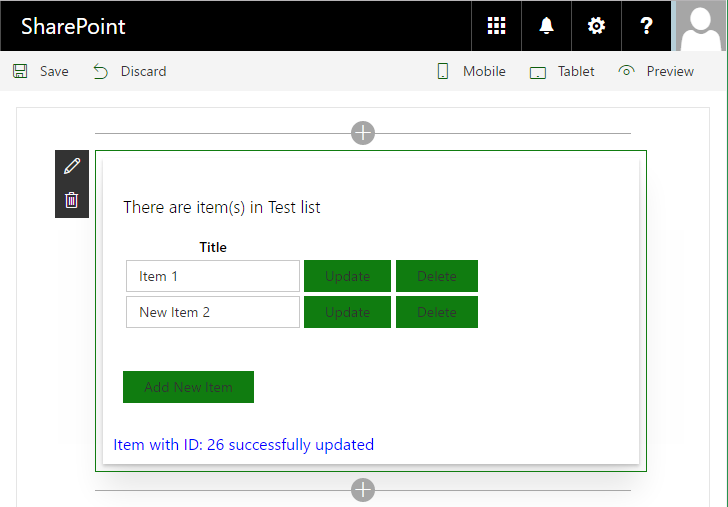 SharePoint ?
Save Discard Mobile Tablet Preview
There are item(s) in Test list
Title
Item 1 Update Delete
New Item 2 Update Delete
Add New Item
Item with ID: 26 successfully updated